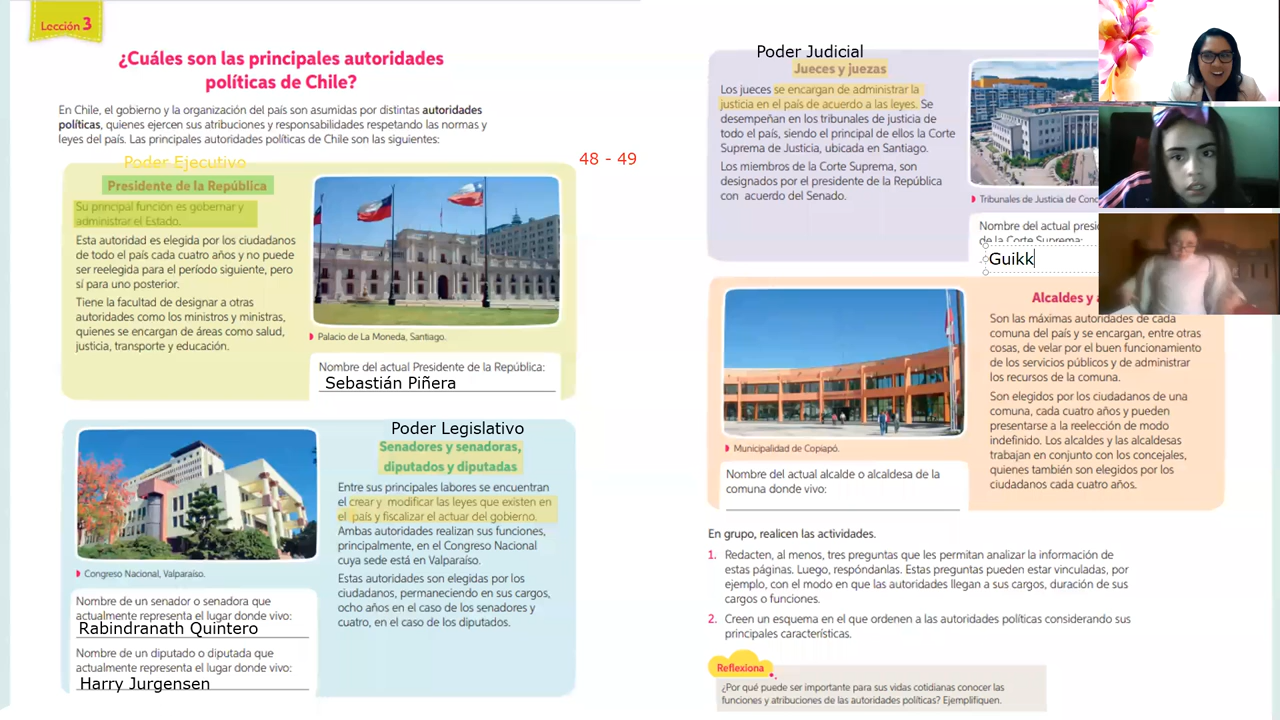 Lección 3
¿Cuáles son las principales autoridades
políticas de Chile?
En Chile, el gobierno y la organización del país son asumidos por distintas autoridades
políticas, quienes ejercen sus atribuciones y responsabilidades respetando las normas y
leyes del país. Las principales autoridades políticas de Chile son las siguientes:
Poder Ejecutivo
48 - 49
Presidente de la República
Su principal función es gobernar y
administrar el Estado.
Esta autoridad es elegida por los ciudadanos
de todo el país cada cuatro años y no puede
ser reelegida para el período siguiente, pero
sí para uno posterior.
Tiene la facultad de designar a otras
autoridades como los ministros y ministras,
quienes se encargan de áreas como salud,
justicia, transporte y educación.
Palacio de La Moneda, Santiago.
Nombre del actual Presidente de la República:
Sebastián Piñera
Poder Legislativo
Senadores y senadoras,
diputados y diputadas
Entre sus principales labores se encuentran
el crear y modificar las leyes que existen en
el país y fiscalizar el actuar del gobierno.
Ambas autoridades realizan sus funciones,
principalmente, en el Congreso Nacional
cuya sede está en Valparaíso.
Estas autoridades son elegidas por los
ciudadanos, permaneciendo en sus cargos,
ocho años en el caso de los senadores y
cuatro, en el caso de los diputados.
Congreso Nacional, Valparaíso.
Nombre de un senador o senadora que
actualmente representa el lugar donde vivo:
Rabindranath Quintero
Nombre de un diputado o diputada que
actualmente representa el lugar donde vivo:
Harry Jurgensen
Poder Judicial
Jueces y juezas
Los jueces se encargan de administrar la
justicia en el país de acuerdo a las leyes. Se
desempeñan en los tribunales de justicia de
todo el país, siendo el principal de ellos la Corte
Suprema de Justicia, ubicada en Santiago.
Los miembros de la Corte Suprema, son
designados por el presidente de la República
con acuerdo del Senado.
Tribunales de Justicia de
Nombre del actual
de la Corte Suprema:
Guikk
Alcaldes y
Son las máximas autoridades de cada
comuna del país y se encargan, entre otras
cosas, de velar por el buen funcionamiento
de los servicios públicos y de administrar
los recursos de la comuna.
Son elegidos por los ciudadanos de una
comuna, cada cuatro años y pueden
presentarse a la reelección de modo
indefinido. Los alcaldes y las alcaldesas
trabajan en conjunto con los concejales,
quienes también son elegidos por los
ciudadanos cada cuatro años.
Municipalidad de Copiapó.
Nombre del actual alcalde o alcaldesa de la
comuna donde vivo:
En grupo, realicen las actividades.
1. Redacten, al menos, tres preguntas que les permitan analizar la información de
estas páginas. Luego, respóndanlas. Estas preguntas pueden estar vinculadas, por
ejemplo, con el modo en que las autoridades llegan a sus cargos, duración de sus
cargos o funciones.
2. Creen un esquema en el que ordenen a las autoridades políticas considerando sus
principales características.
Reflexiona
¿Por qué puede ser importante para sus vidas cotidianas conocer las
funciones y atribuciones de las autoridades políticas? Ejemplifiquen.